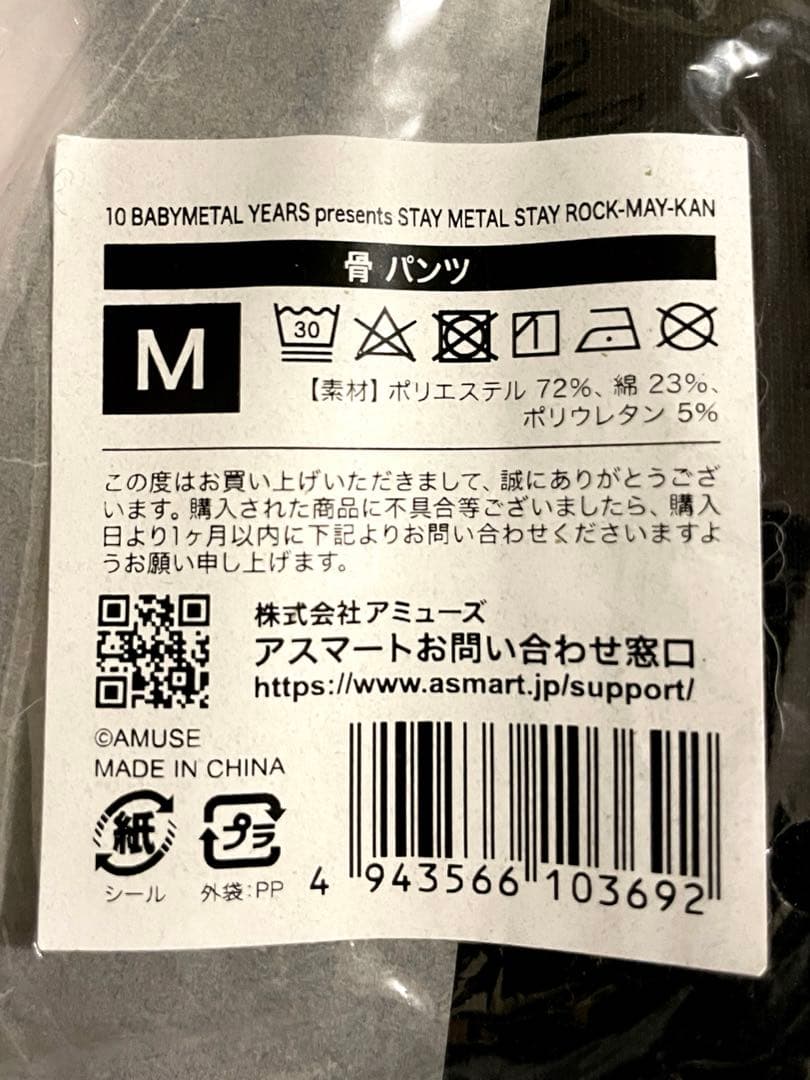 10 BABYMETAL YEARS presents STAY METAL STAY ROCK-MAY-KAN
骨 パンツ
M
30
【素材】ポリエステル 72%、綿 23%、
ポリウレタン 5%
この度はお買い上げいただきまして、誠にありがとうござ
います。購入された商品に不具合等ございましたら、購入
日より1ヶ月以内に下記よりお問い合わせくださいますよ
うお願い申し上げます。
株式会社アミューズ
アスマートお問い合わせ窓口
https://www.asmart.jp/support/
©AMUSE
MADE IN CHINA
紙
プラ
シール
外袋:PP
4 943566 103692